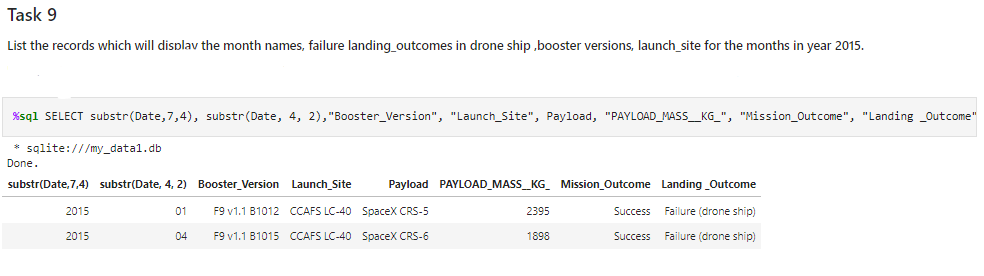 Task 9
List the records which will display the month names, failure landing_outcomes in drone ship ,booster versions, launch_site for the months in year 2015.
%sql SELECT substr(Date,7,4), substr(Date, 4, 2),"Booster_Version", "Launch_Site", Payload, "PAYLOAD_MASS__KG_", "Mission_Outcome", "Landing _Outcome"
* sqlite:///my_data1.db
Done.
substr(Date,7,4) substr(Date, 4, 2) Booster_Version Launch_Site Payload PAYLOAD_MASS__KG_ Mission_Outcome Landing _Outcome
2015 01 F9 v1.1 B1012 CCAFS LC-40 SpaceX CRS-5 2395 Success Failure (drone ship)
2015 04 F9 v1.1 B1015 CCAFS LC-40 SpaceX CRS-6 1898 Success Failure (drone ship)